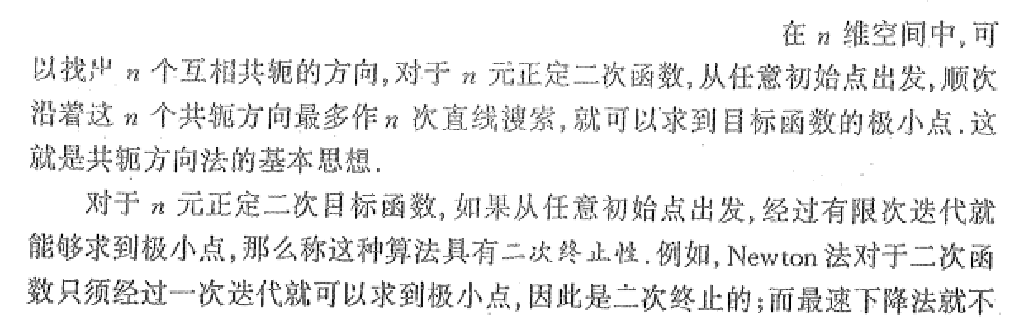 在 n 维空间中,可
以找出 n 个互相共轭的方向,对于 n 元正定二次函数,从任意初始点出发,顺次
沿着这 n 个共轭方向最多作 n 次直线搜索,就可以求到目标函数的极小点.这
就是共轭方向法的基本思想.
对于 n 元正定二次目标函数,如果从任意初始点出发,经过有限次迭代就
能够求到极小点,那么称这种算法具有二次终止性.例如,Newton 法对于二次函
数只须经过一次迭代就可以求到极小点,因此是二次终止的;而最速下降法就不